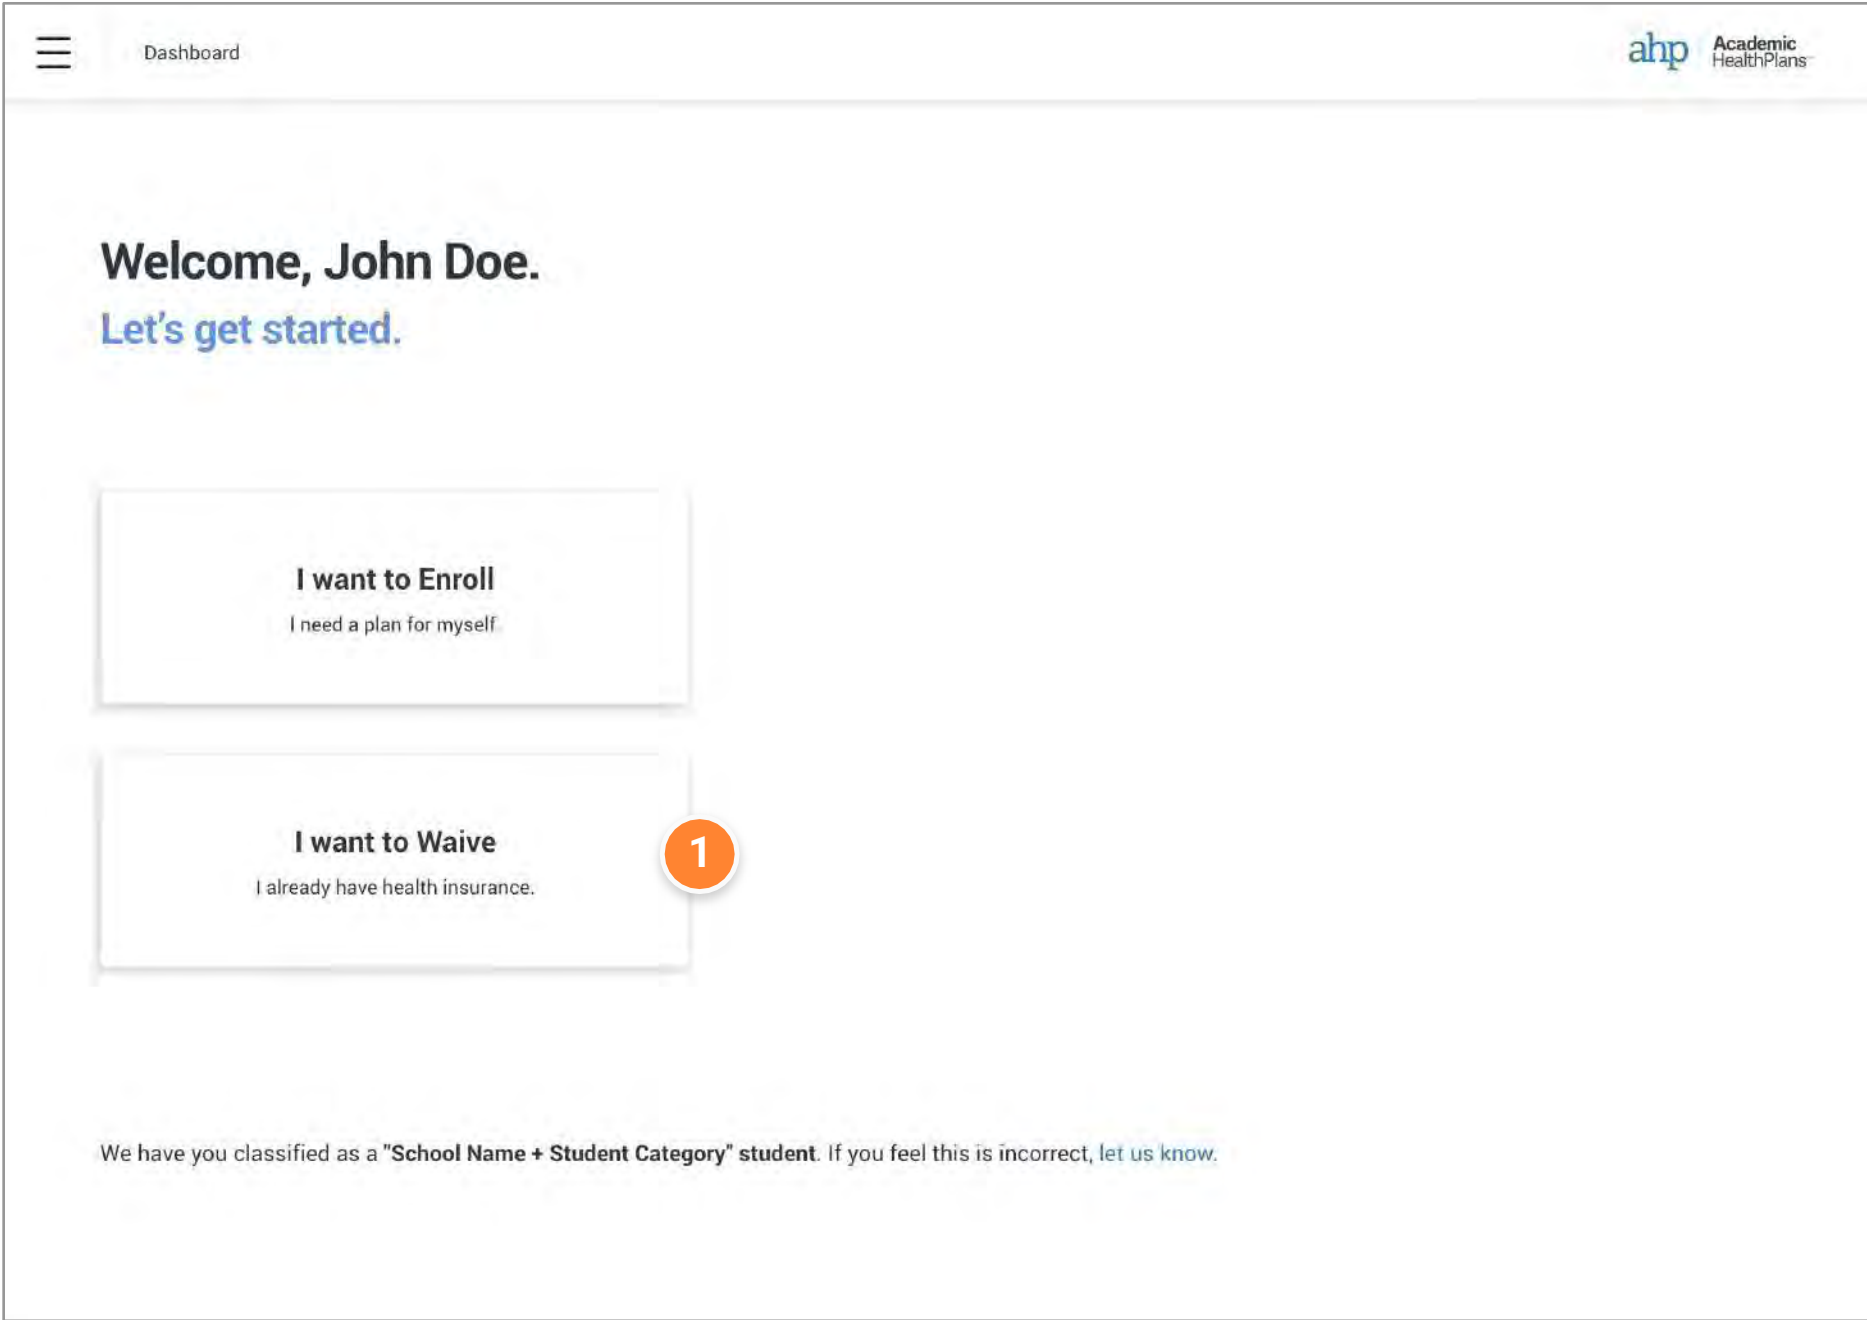 Dashboard
ahp Academic
HealthPlans
Welcome, John Doe.
Let's get started.
I want to Enroll
I need a plan for myself.
I want to Waive
I already have health insurance.
1
We have you classified as a "School Name + Student Category" student. If you feel this is incorrect, let us know.